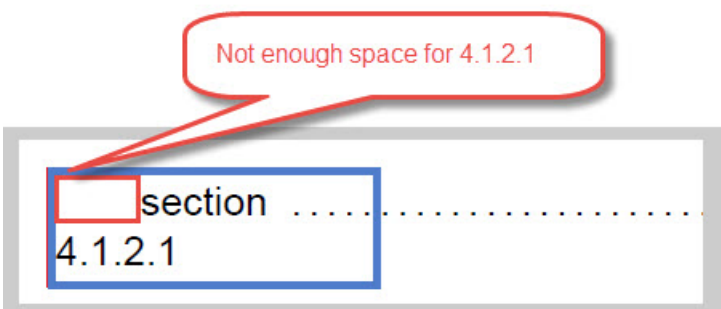 Not enough space for 4.1.2.1
section ..........................
4.1.2.1